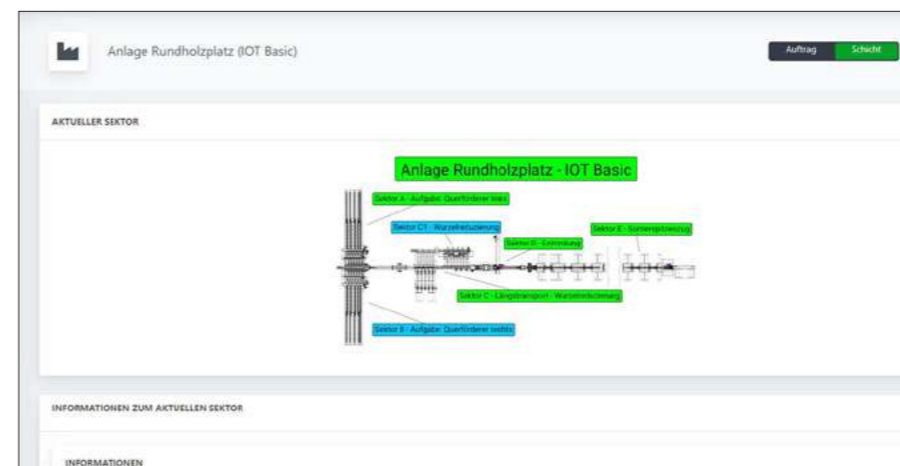 Anlage Rundholzplatz (IOT Basic)
Auftrag Schicht
AKTUELLER SEKTOR
Anlage Rundholzplatz - IOT Basic
Sektor A - Aufgabe: Querförderer links
Sektor C1 - Wurzelreduzierung
Sektor E - Sortierspitzenzug
Sektor D - Entrindung
Sektor C - Längstransport - Wurzelreduzierung
Sektor B - Aufgabe: Querförderer rechts
INFORMATIONEN ZUM AKTUELLEN SEKTOR
INFORMATIONEN